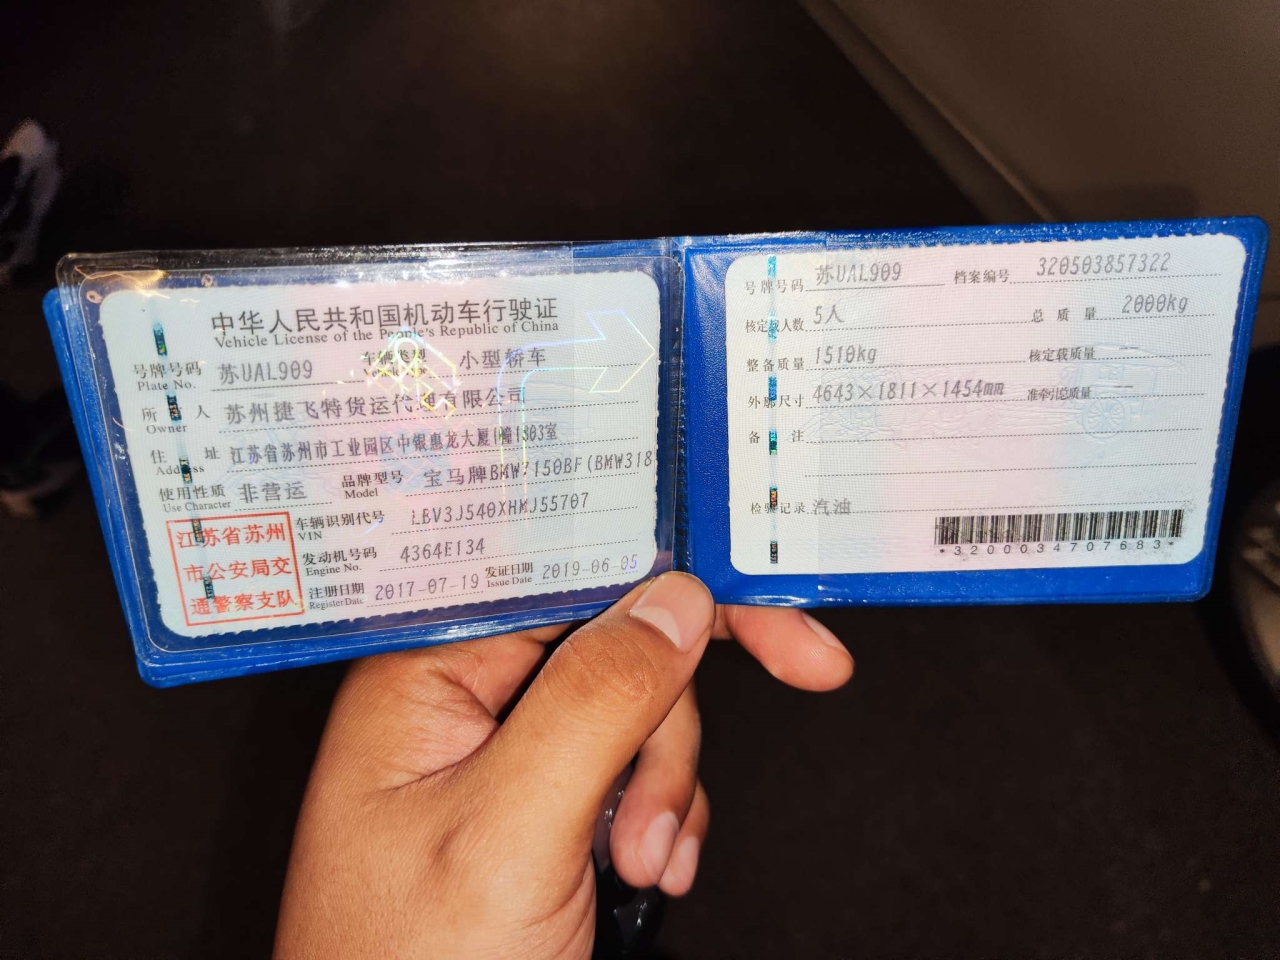 中华人民共和国机动车行驶证
Vehicle License of the People's Republic of China
号牌号码 苏UAL909 车辆类型 小型轿车
Plate No.
所有人 苏州捷飞特货运代理有限公司
Owner
住址 江苏省苏州市工业园区中银惠龙大厦1幢1803室
Address
使用性质 非营运 品牌型号 宝马牌BMW7150BF(BMW318
Use Character Model
江苏省苏州
市公安局交
通警察支队
车辆识别代号 LBV3J540XHMJ55707
VIN
发动机号码 4364E134
Engine No.
注册日期 2017-07-19 发证日期 2019-06-05
Register Date Issue Date
号牌号码 苏UAL909 档案编号 320503857322
核定载人数 5人 总质量 2000kg
整备质量 1510kg 核定载质量 --
外廓尺寸 4643×1811×1454mm 准牵引总质量 --
备注
检验记录 汽油
*3200034707683*